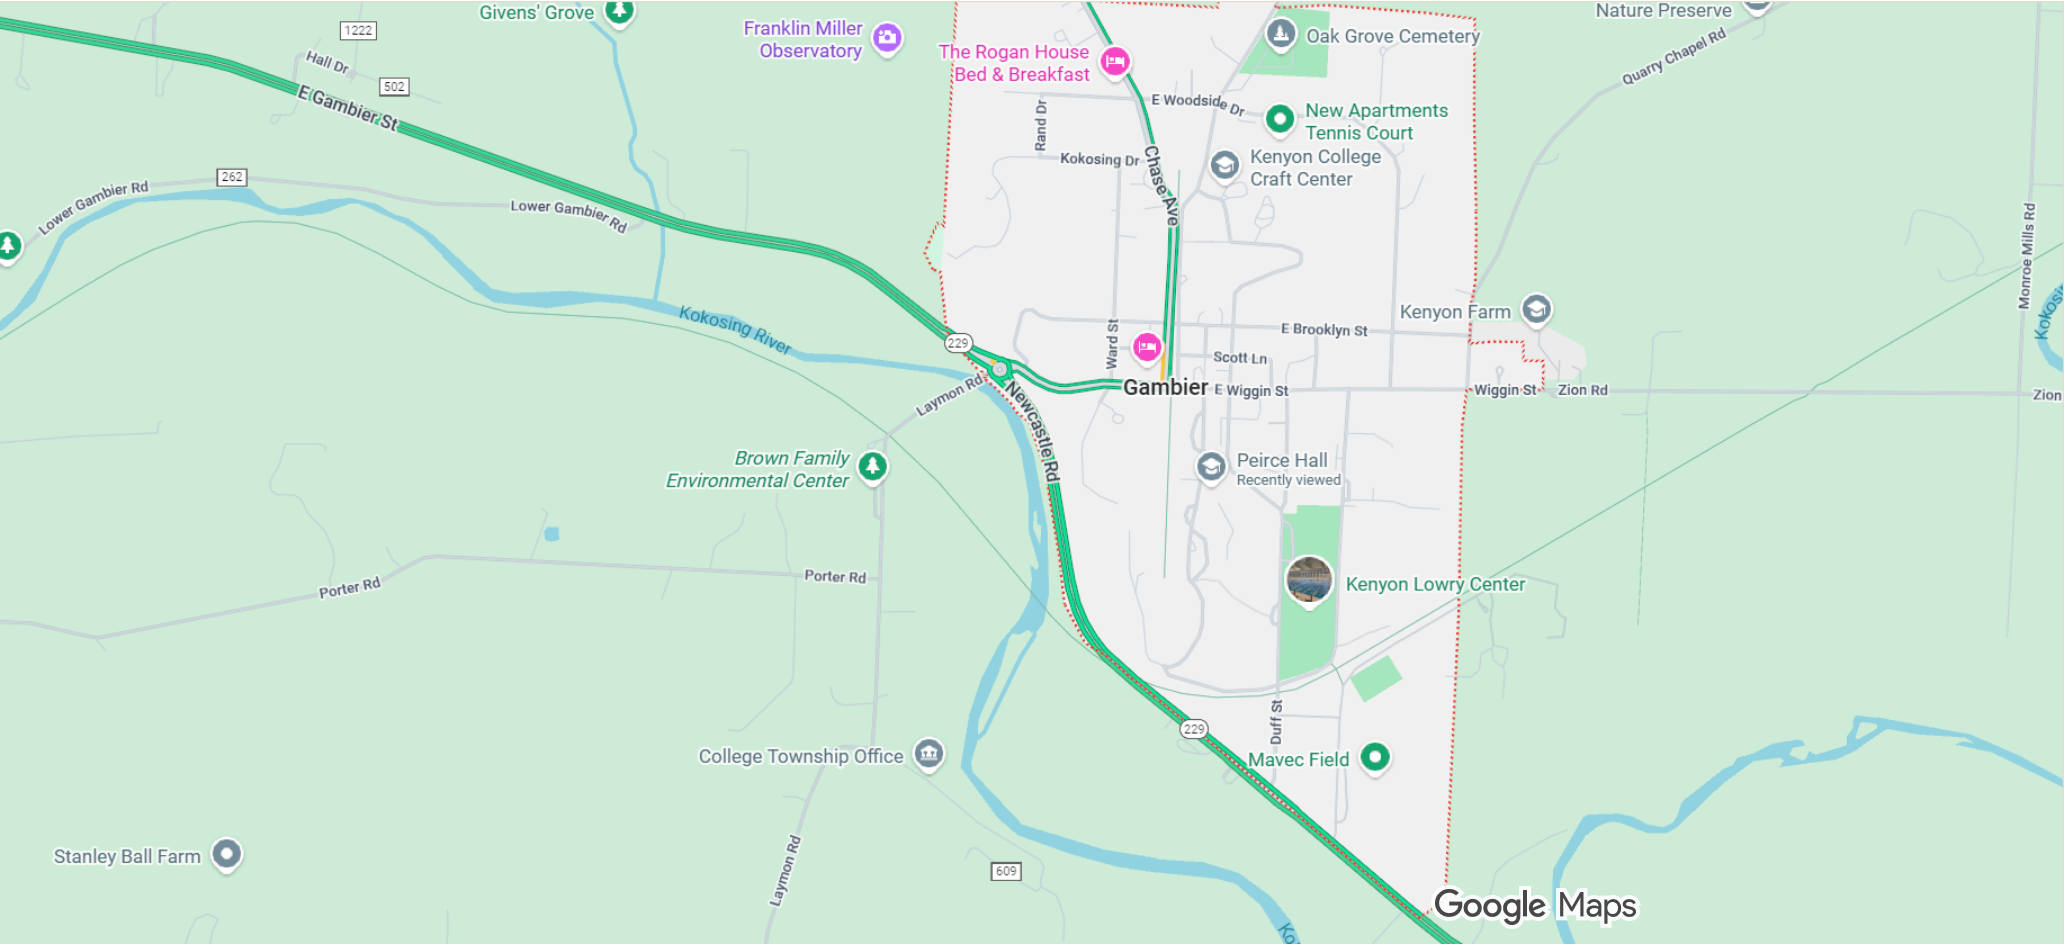 Givens' Grove
1222
Franklin Miller
Observatory
The Rogan House
Bed & Breakfast
Oak Grove Cemetery
Nature Preserve
Quarry Chapel Rd
Hall Dr
502
E Gambier St
Rand Dr
E Woodside Dr
New Apartments
Tennis Court
Kokosing Dr
Chase Ave
Kenyon College
Craft Center
262
Lower Gambier Rd
Lower Gambier Rd
Monroe Mills Rd
Kokosing River
229
Ward St
Kenyon Farm
E Brooklyn St
Scott Ln
Gambier
E Wiggin St
Wiggin St
Zion Rd
Zion
Laymon Rd
Newcastle Rd
Brown Family
Environmental Center
Peirce Hall
Recently viewed
Porter Rd
Porter Rd
Kenyon Lowry Center
Duff St
229
College Township Office
Mavec Field
Stanley Ball Farm
Laymon Rd
609
Google Maps